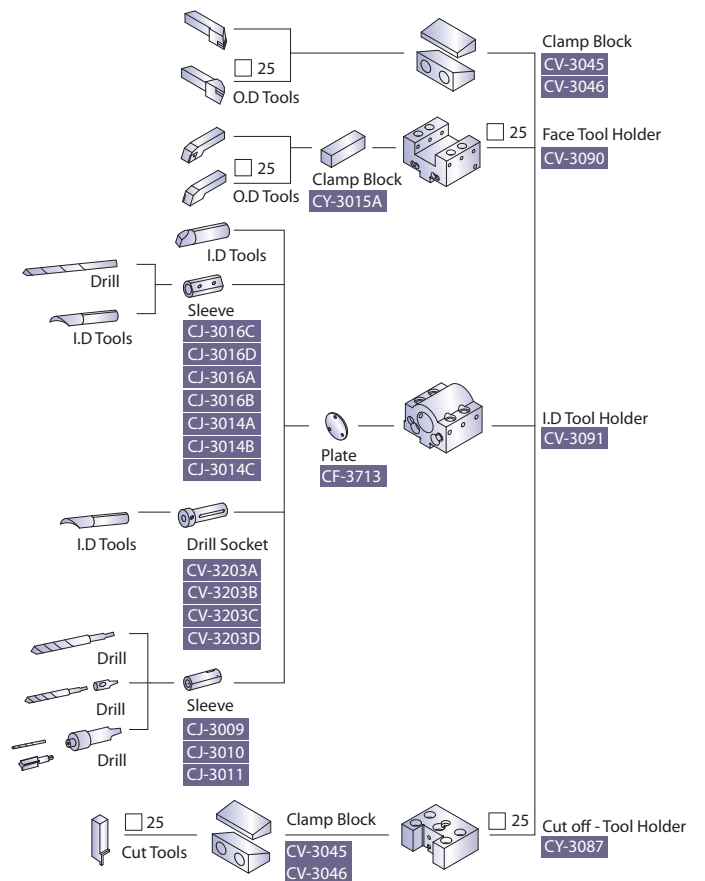 25
O.D Tools
Clamp Block
CV-3045
CV-3046
25
O.D Tools
Clamp Block
CY-3015A
25
Face Tool Holder
CV-3090
I.D Tools
Drill
I.D Tools
Sleeve
CJ-3016C
CJ-3016D
CJ-3016A
CJ-3016B
CJ-3014A
CJ-3014B
CJ-3014C
Plate
CF-3713
I.D Tool Holder
CV-3091
I.D Tools
Drill Socket
CV-3203A
CV-3203B
CV-3203C
CV-3203D
Drill
Drill
Drill
Sleeve
CJ-3009
CJ-3010
CJ-3011
25
Cut Tools
Clamp Block
CV-3045
CV-3046
25
Cut off - Tool Holder
CY-3087